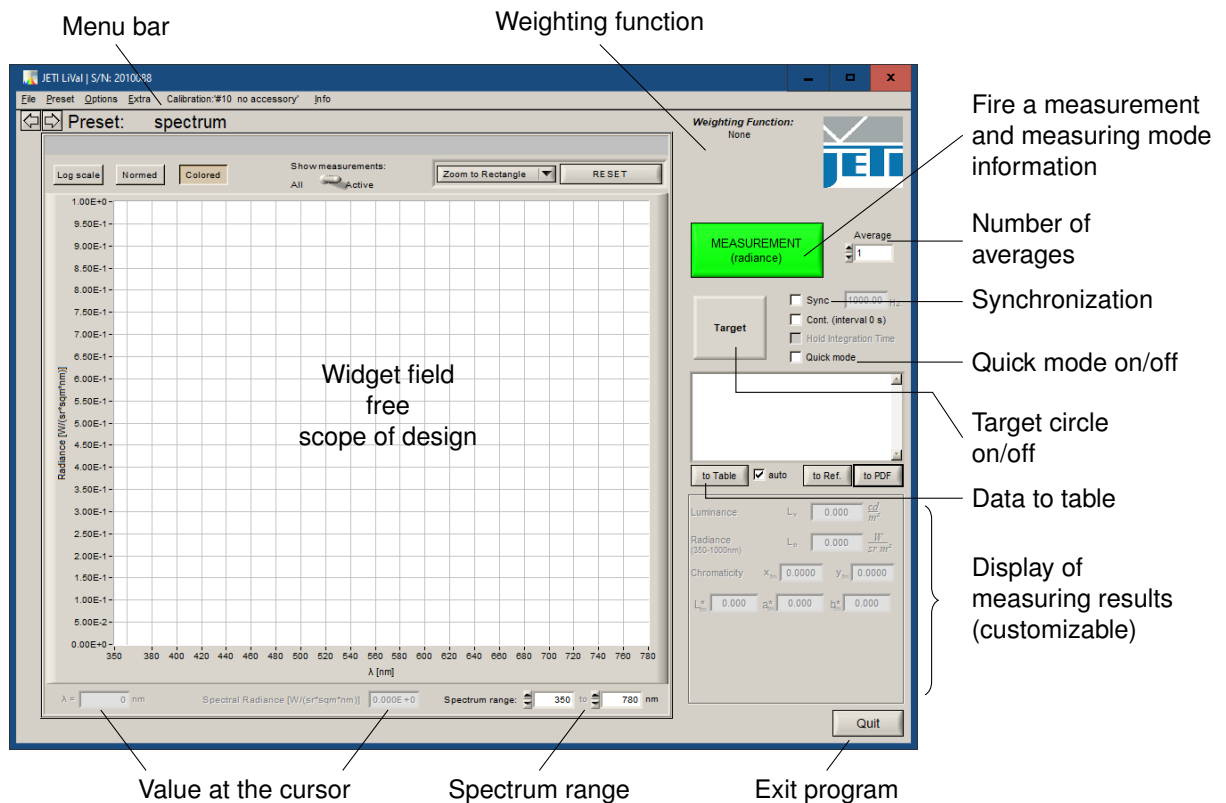 Menu bar
Weighting function
JETI LiVal | S/N: 2010088
File Preset Options Extra Calibration:'#10 no accessory' Info
Preset: spectrum
Weighting Function:
None
JETI
Fire a measurement
and measuring mode
information
Log scale Normed Colored
Show measurements:
All Active
Zoom to Rectangle RESET
MEASUREMENT
(radiance)
Average
1
Number of
averages
Sync 1000.00 Hz
Synchronization
Cont. (interval 0 s)
Hold Integration Time
Quick mode
Quick mode on/off
Target
Target circle
on/off
1.00E+0
9.50E-1
9.00E-1
8.50E-1
8.00E-1
7.50E-1
7.00E-1
6.50E-1
6.00E-1
5.50E-1
5.00E-1
4.50E-1
4.00E-1
3.50E-1
3.00E-1
2.50E-1
2.00E-1
1.50E-1
1.00E-1
5.00E-2
0.00E+0
Radiance [W/(sr*sqm*nm)]
Widget field
free
scope of design
350 380 400 420 440 460 480 500 520 540 560 580 600 620 640 660 680 700 720 740 760 780
λ [nm]
to Table auto to Ref. to PDF
Data to table
Luminance Lv 0.000 cd/m²
Radiance Le 0.000 W/sr m²
(350-1000nm)
Chromaticity 0.0000 0.0000
L* 0.000 a* 0.000 b* 0.000
Display of
measuring results
(customizable)
λ = 0 nm Spectral Radiance [W/(sr*sqm*nm)] 0.000E+0 Spectrum range: 350 to 780 nm
Quit
Value at the cursor
Spectrum range
Exit program